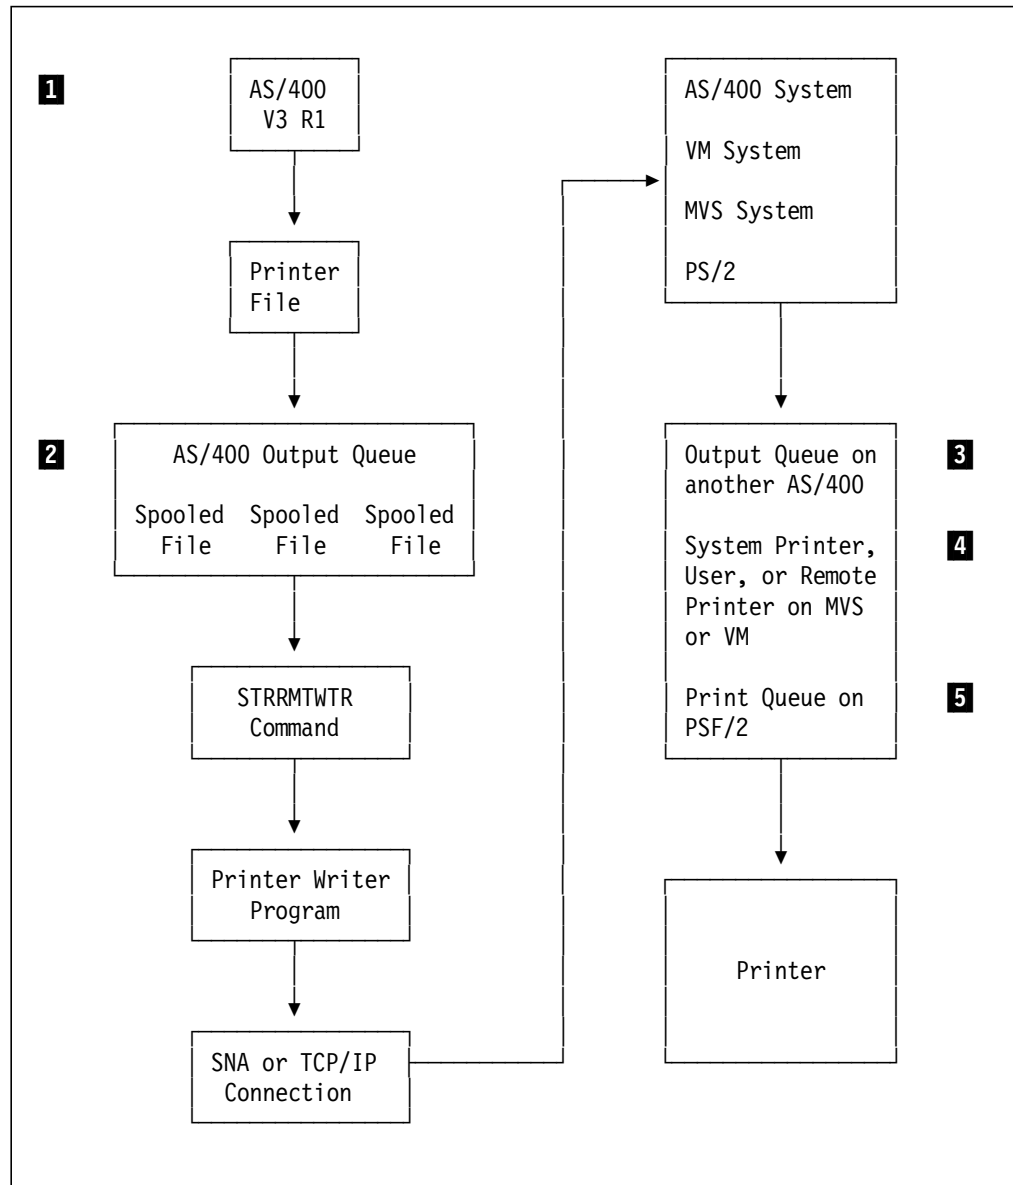 1
AS/400
V3 R1
Printer
File
2
AS/400 Output Queue
Spooled Spooled Spooled
File File File
STRRMTWTR
Command
Printer Writer
Program
SNA or TCP/IP
Connection
AS/400 System
VM System
MVS System
PS/2
Output Queue on
another AS/400
3
System Printer,
User, or Remote
Printer on MVS
or VM
4
Print Queue on
PSF/2
5
Printer